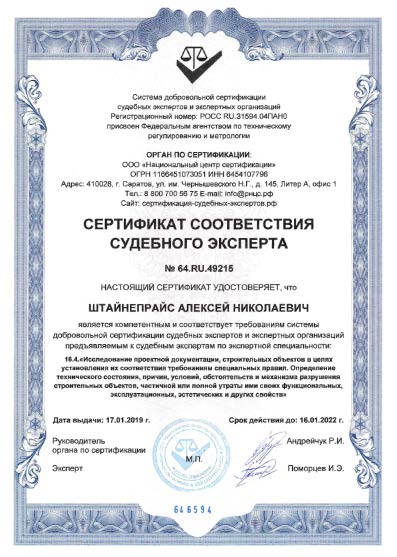 Система добровольной сертификации
судебных экспертов и экспертных организаций
Регистрационный номер: РОСС RU.31594.04ПАН0
присвоен Федеральным агентством по техническому
регулированию и метрологии
ОРГАН ПО СЕРТИФИКАЦИИ:
ООО «Национальный центр сертификации»
ОГРН 1166451073051 ИНН 6454107796
Адрес: 410028, г. Саратов, ул. им. Чернышевского Н.Г., д. 145, Литер А, офис 1
Тел.: 8 800 700 56 75 E-mail: info@рнцс.рф
Сайт: сертификация-судебных-экспертов.рф
СЕРТИФИКАТ СООТВЕТСТВИЯ
СУДЕБНОГО ЭКСПЕРТА
№ 64.RU.49215
НАСТОЯЩИЙ СЕРТИФИКАТ УДОСТОВЕРЯЕТ, что
ШТАЙНЕПРАЙС АЛЕКСЕЙ НИКОЛАЕВИЧ
является компетентным и соответствует требованиям системы
добровольной сертификации судебных экспертов и экспертных организаций
предъявляемым к судебным экспертам по экспертной специальности:
16.4.«Исследование проектной документации, строительных объектов в целях
установления их соответствия требованиям специальных правил. Определение
технического состояния, причин, условий, обстоятельств и механизма разрушения
строительных объектов, частичной или полной утраты ими своих функциональных,
эксплуатационных, эстетических и других свойств»
Дата выдачи: 17.01.2019 г. Срок действия до: 16.01.2022 г.
Руководитель
органа по сертификации Андрейчук Р.И.
М.П.
Эксперт Поморцев И.Э.
646594